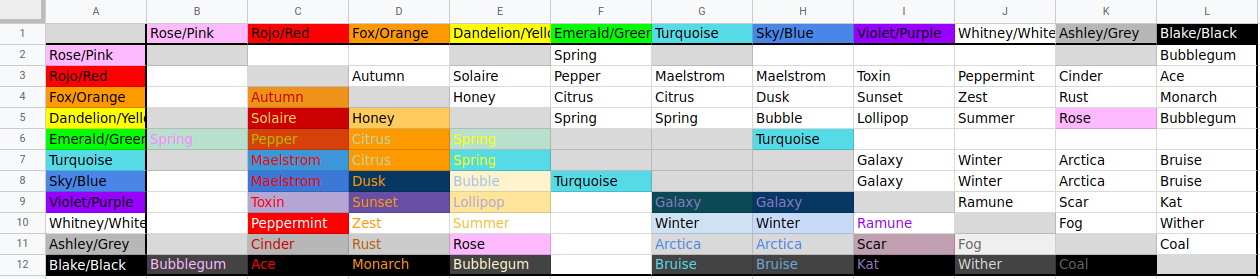 A B C D E F G H I J K L
1 Rose/Pink Rojo/Red Fox/Orange Dandelion/Yello Emerald/Green Turquoise Sky/Blue Violet/Purple Whitney/White Ashley/Grey Blake/Black
2 Rose/Pink Spring Bubblegum
3 Rojo/Red Autumn Solaire Pepper Maelstrom Maelstrom Toxin Peppermint Cinder Ace
4 Fox/Orange Autumn Honey Citrus Citrus Dusk Sunset Zest Rust Monarch
5 Dandelion/Yello Solaire Honey Spring Spring Bubble Lollipop Summer Rose Bubblegum
6 Emerald/Green Spring Pepper Citrus Spring Turquoise
7 Turquoise Maelstrom Citrus Spring Galaxy Winter Arctica Bruise
8 Sky/Blue Maelstrom Dusk Bubble Turquoise Galaxy Winter Arctica Bruise
9 Violet/Purple Toxin Sunset Lollipop Galaxy Galaxy Ramune Scar Kat
10 Whitney/White Peppermint Zest Summer Winter Winter Ramune Fog Wither
11 Ashley/Grey Cinder Rust Rose Arctica Arctica Scar Fog Coal
12 Blake/Black Bubblegum Ace Monarch Bubblegum Bruise Bruise Kat Wither Coal